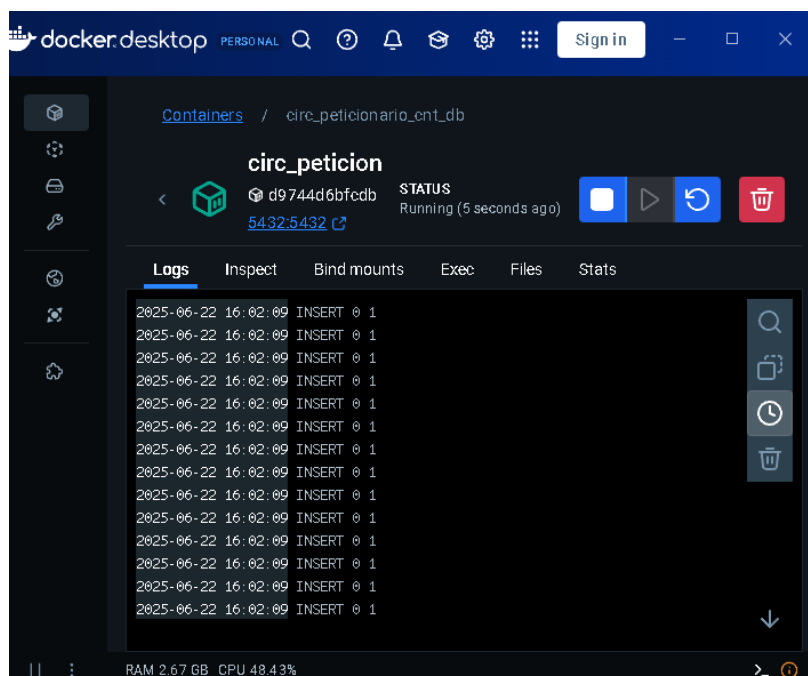 docker.desktop PERSONAL Sign in
Containers / circ_peticionario_cnt_db
circ_peticion
d9744d6bfcdb
5432:5432
STATUS
Running (5 seconds ago)
Logs Inspect Bind mounts Exec Files Stats
2025-06-22 16:02:09 INSERT 0 1
2025-06-22 16:02:09 INSERT 0 1
2025-06-22 16:02:09 INSERT 0 1
2025-06-22 16:02:09 INSERT 0 1
2025-06-22 16:02:09 INSERT 0 1
2025-06-22 16:02:09 INSERT 0 1
2025-06-22 16:02:09 INSERT 0 1
2025-06-22 16:02:09 INSERT 0 1
2025-06-22 16:02:09 INSERT 0 1
2025-06-22 16:02:09 INSERT 0 1
2025-06-22 16:02:09 INSERT 0 1
2025-06-22 16:02:09 INSERT 0 1
2025-06-22 16:02:09 INSERT 0 1
2025-06-22 16:02:09 INSERT 0 1
RAM 2.67 GB CPU 48.43%